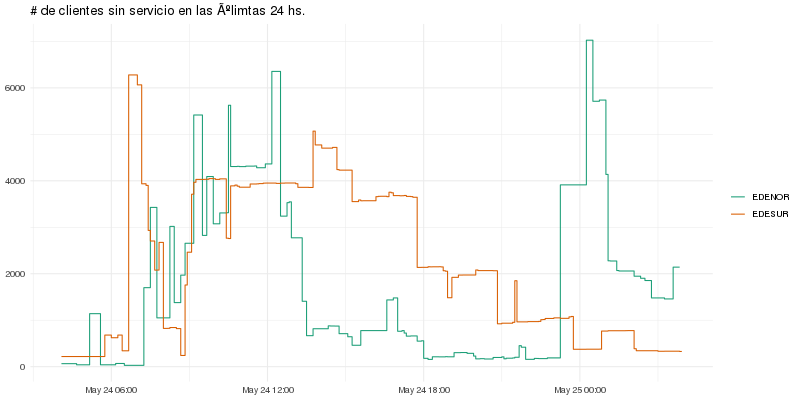 # de clientes sin servicio en las Ãºlimtas 24 hs.
6000
4000
2000
0
May 24 06:00
May 24 12:00
May 24 18:00
May 25 00:00
EDENOR
EDESUR